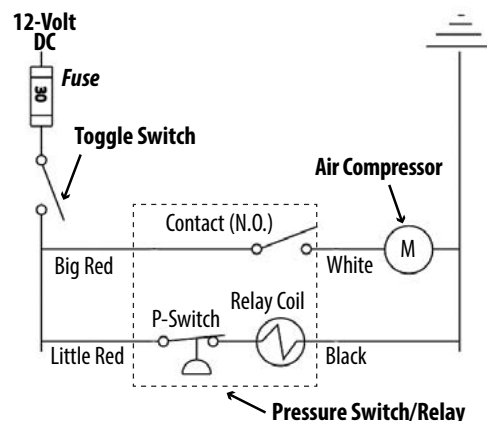 12-Volt
DC
Fuse
30
Toggle Switch
Air Compressor
Contact (N.O.)
M
Big Red
White
Relay Coil
P-Switch
Little Red
Black
Pressure Switch/Relay